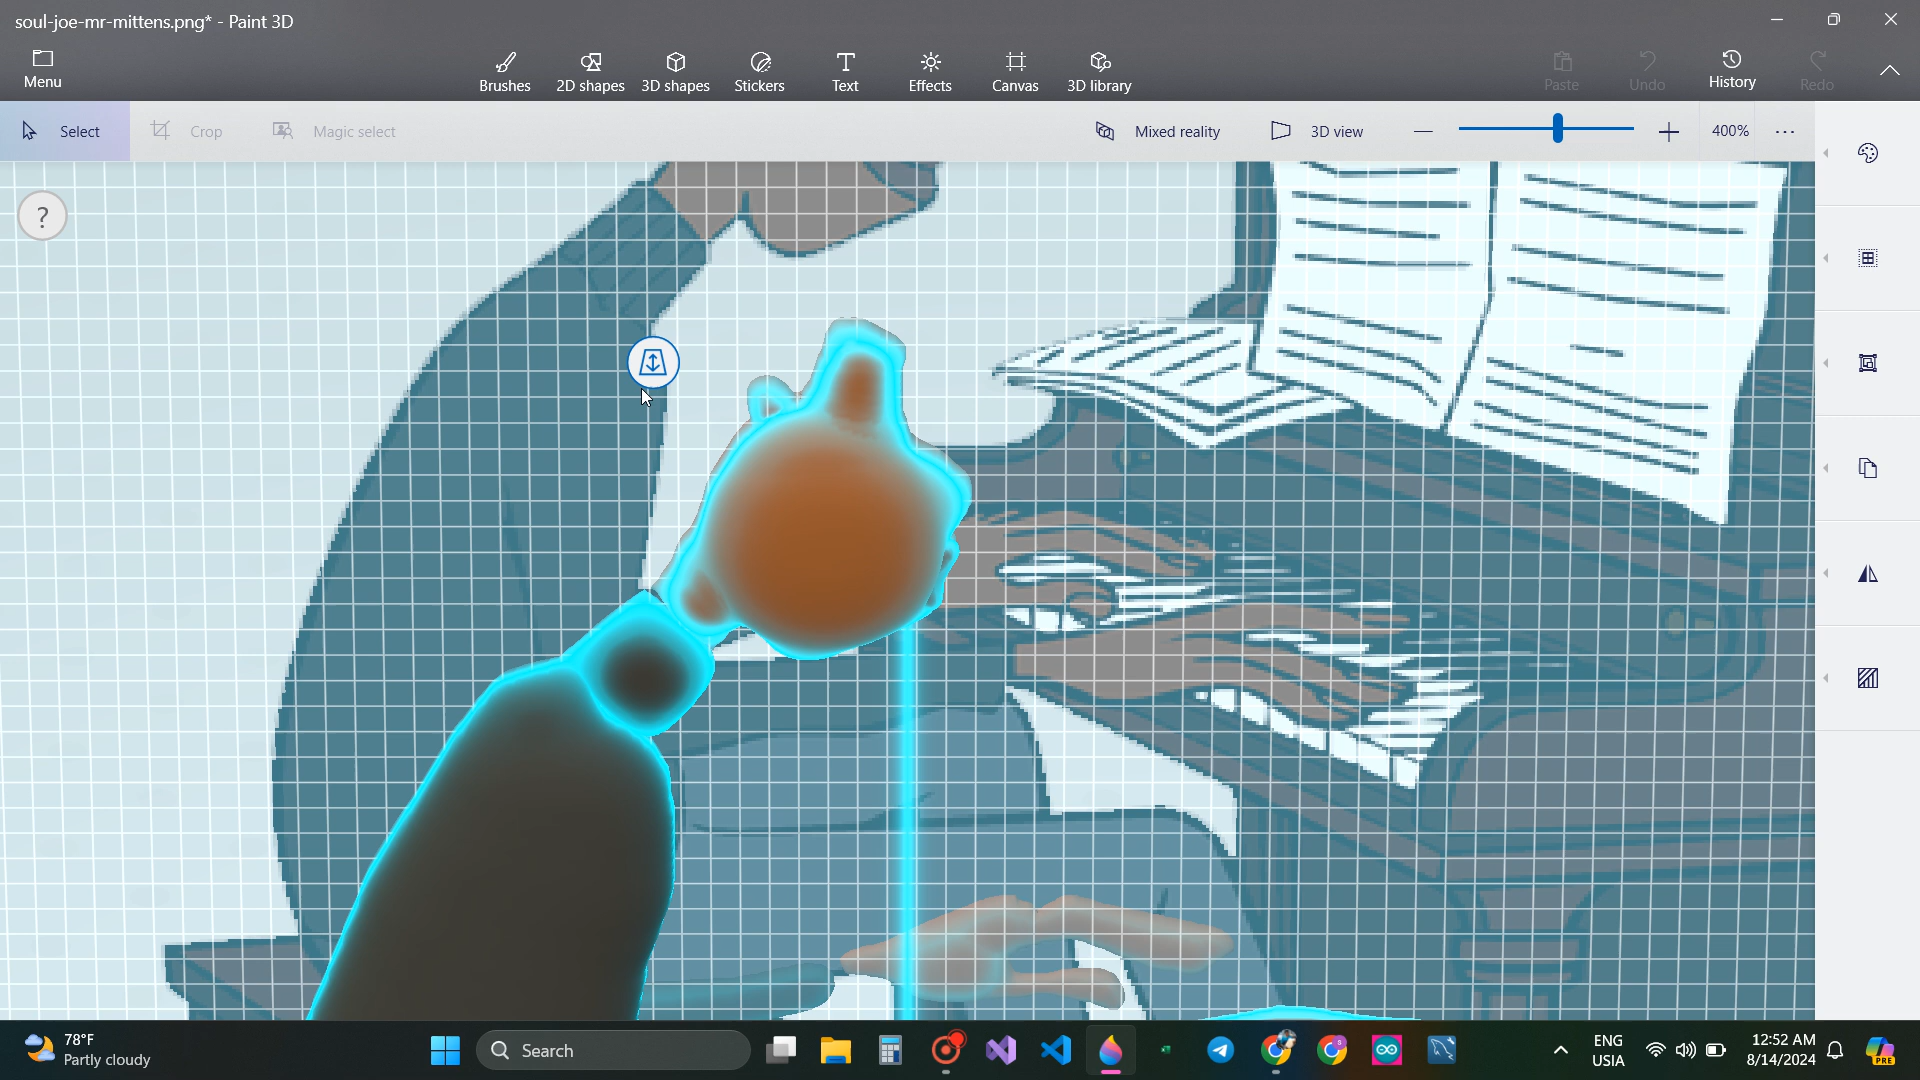 soul-joe-mr-mittens.png* - Paint 3D
Menu
Brushes
2D shapes
3D shapes
Stickers
Text
Effects
Canvas
3D library
Paste
Undo
History
Redo
Select
Crop
Magic select
Mixed reality
3D view
400%
?
78°F
Partly cloudy
Search
ENG
USIA
12:52 AM
8/14/2024
PRE